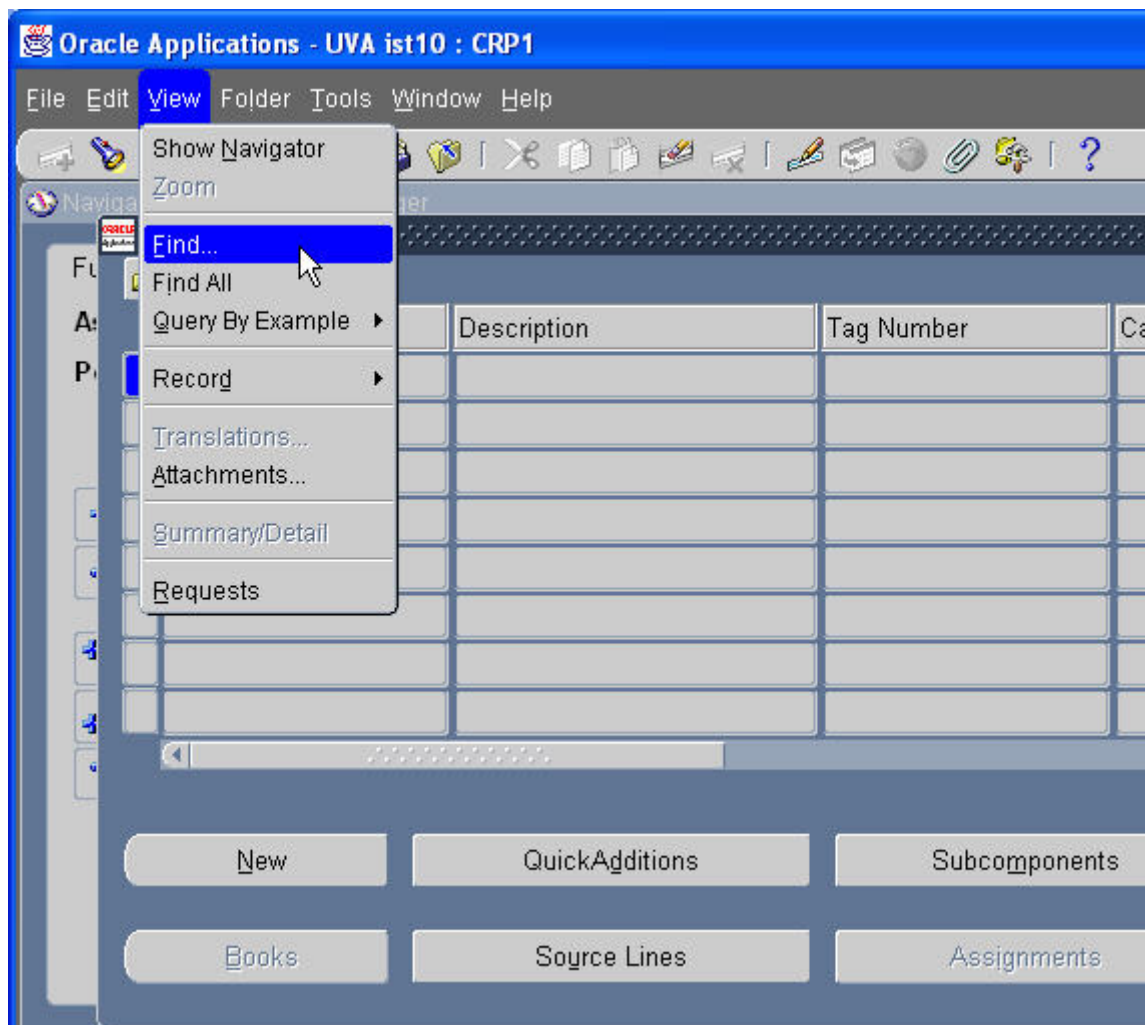 Oracle Applications - UVA ist10 : CRP1
File Edit View Folder Tools Window Help
Show Navigator
Zoom
Find...
Find All
Query By Example
Description Tag Number Ca
Record
Translations...
Attachments...
Summary/Detail
Requests
New QuickAdditions Subcomponents
Books Source Lines Assignments